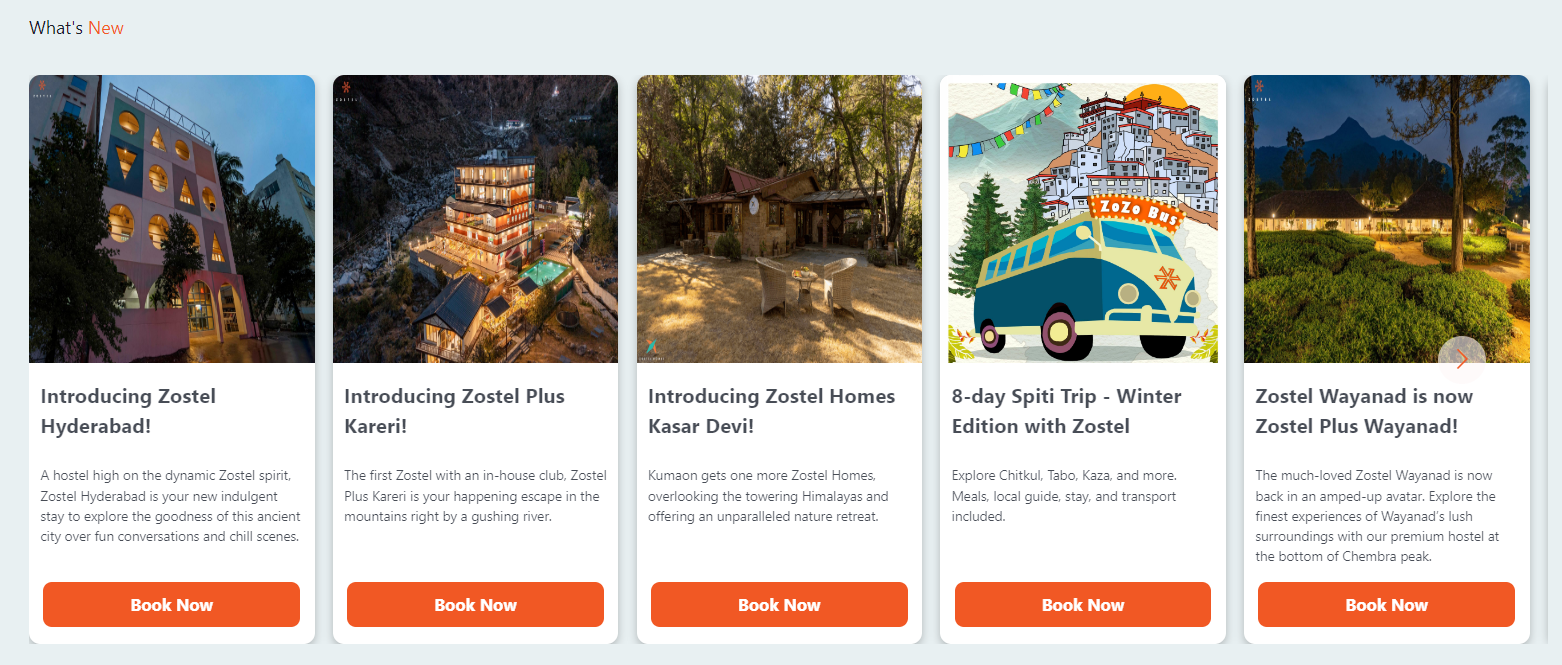 What's New
ZOSTEL
ZOSTEL
ZoZo Bus
ZOSTEL
Introducing Zostel
Hyderabad!
A hostel high on the dynamic Zostel spirit,
Zostel Hyderabad is your new indulgent
stay to explore the goodness of this ancient
city over fun conversations and chill scenes.
Book Now
Introducing Zostel Plus
Kareri!
The first Zostel with an in-house club, Zostel
Plus Kareri is your happening escape in the
mountains right by a gushing river.
Book Now
Introducing Zostel Homes
Kasar Devi!
Kumaon gets one more Zostel Homes,
overlooking the towering Himalayas and
offering an unparalleled nature retreat.
Book Now
8-day Spiti Trip - Winter
Edition with Zostel
Explore Chitkul, Tabo, Kaza, and more.
Meals, local guide, stay, and transport
included.
Book Now
Zostel Wayanad is now
Zostel Plus Wayanad!
The much-loved Zostel Wayanad is now
back in an amped-up avatar. Explore the
finest experiences of Wayanad's lush
surroundings with our premium hostel at
the bottom of Chembra peak.
Book Now